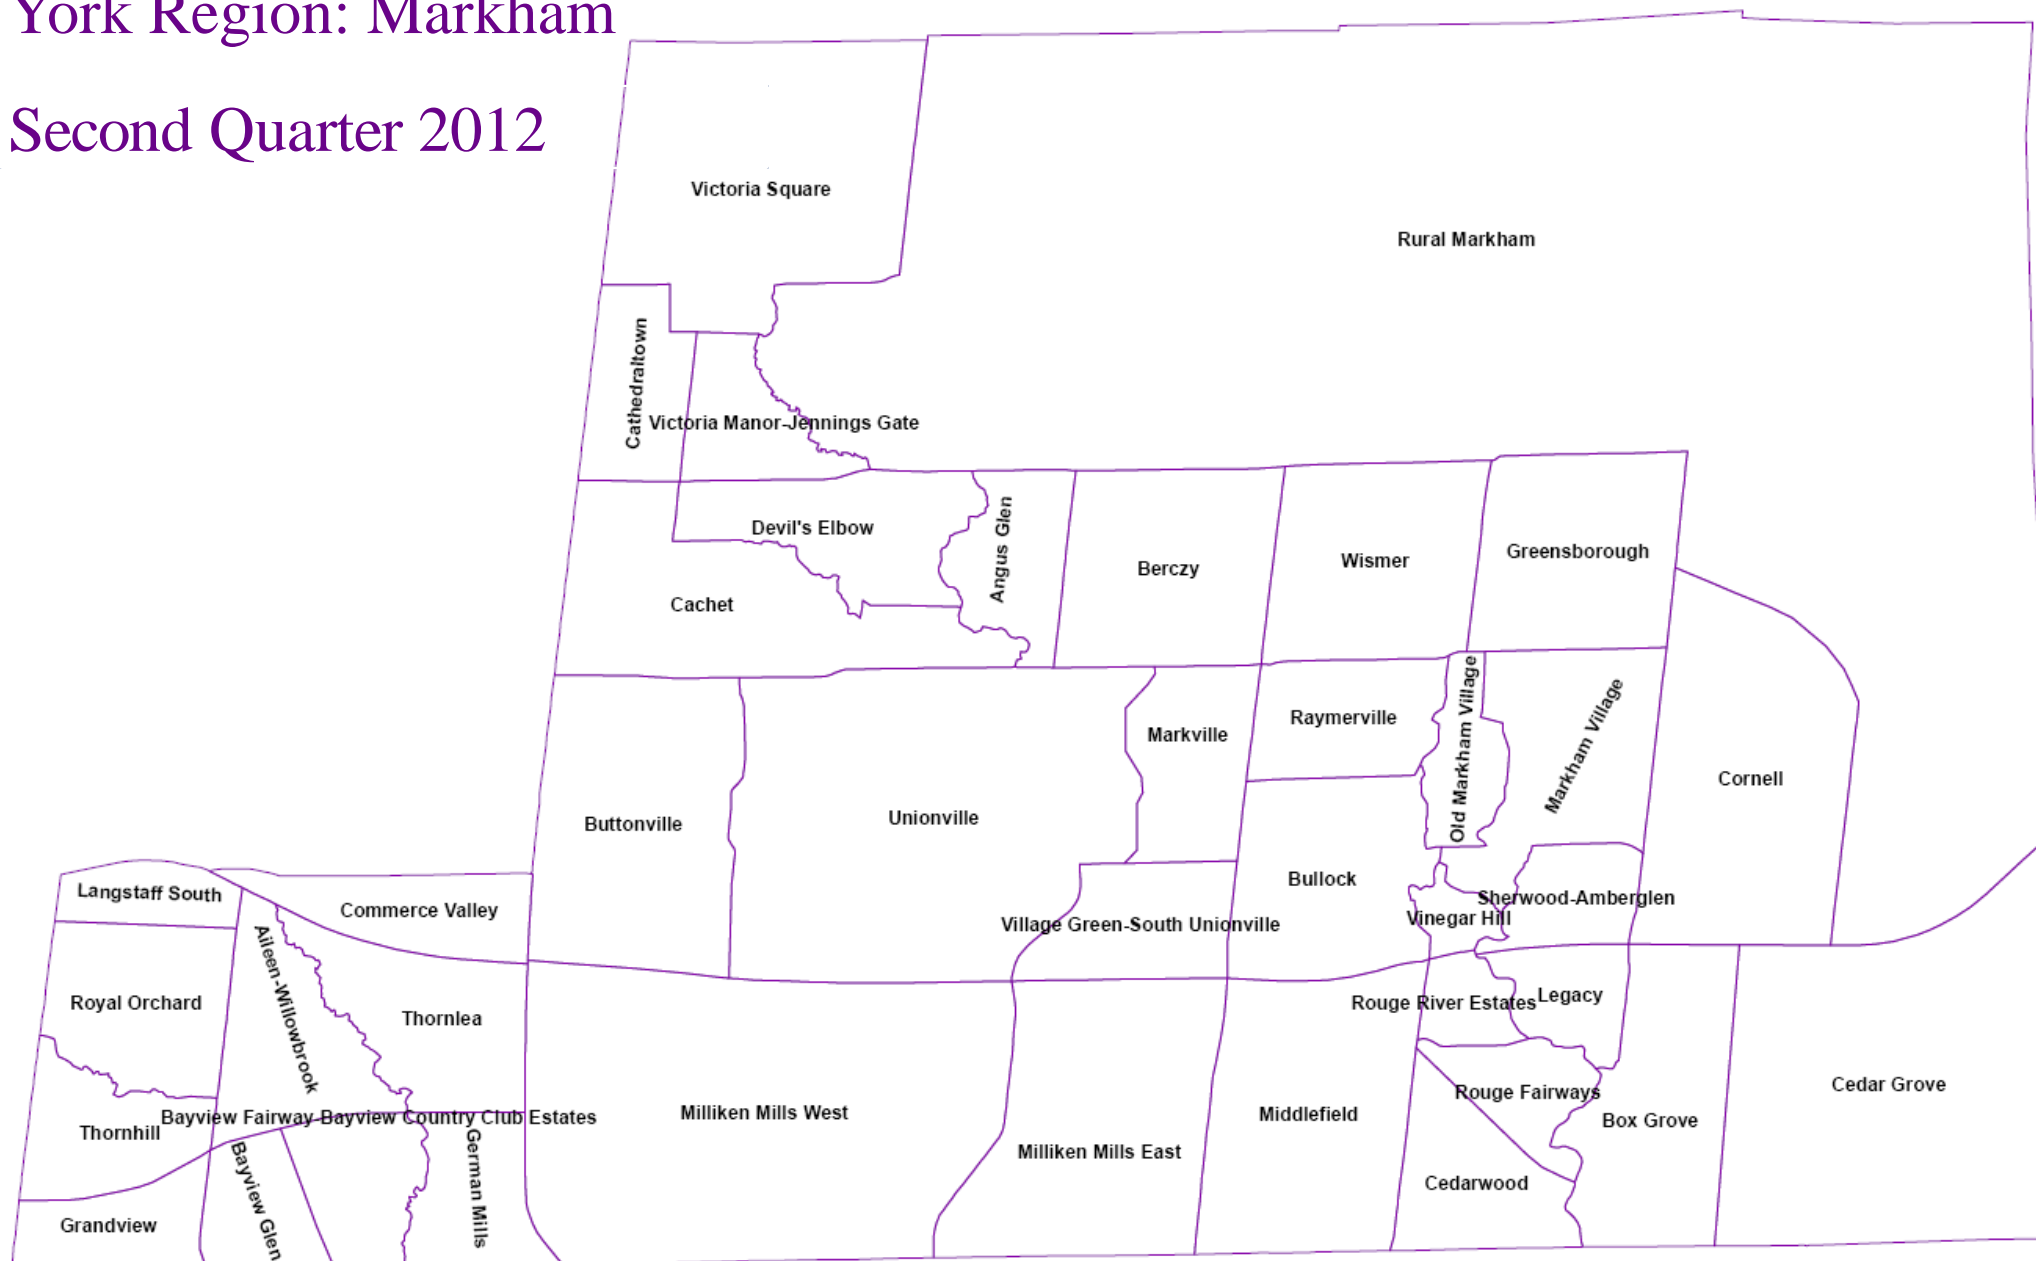 York Region: Markham
Second Quarter 2012
Victoria Square
Rural Markham
Cathedraltown
Victoria Manor-Jennings Gate
Devil's Elbow
Angus Glen
Berczy
Wismer
Greensborough
Cachet
Raymerville
Old Markham Village
Markham Village
Markville
Cornell
Buttonville
Unionville
Bullock
Langstaff South
Commerce Valley
Village Green-South Unionville
Sherwood-Amberglen
Vinegar Hill
Aileen-Willowbrook
Royal Orchard
Thornlea
Rouge River Estates
Legacy
Rouge Fairways
Cedar Grove
Thornhill
Bayview Fairway-Bayview Country Club Estates
Milliken Mills West
Middlefield
Box Grove
Milliken Mills East
German Mills
Bayview Glen
Cedarwood
Grandview